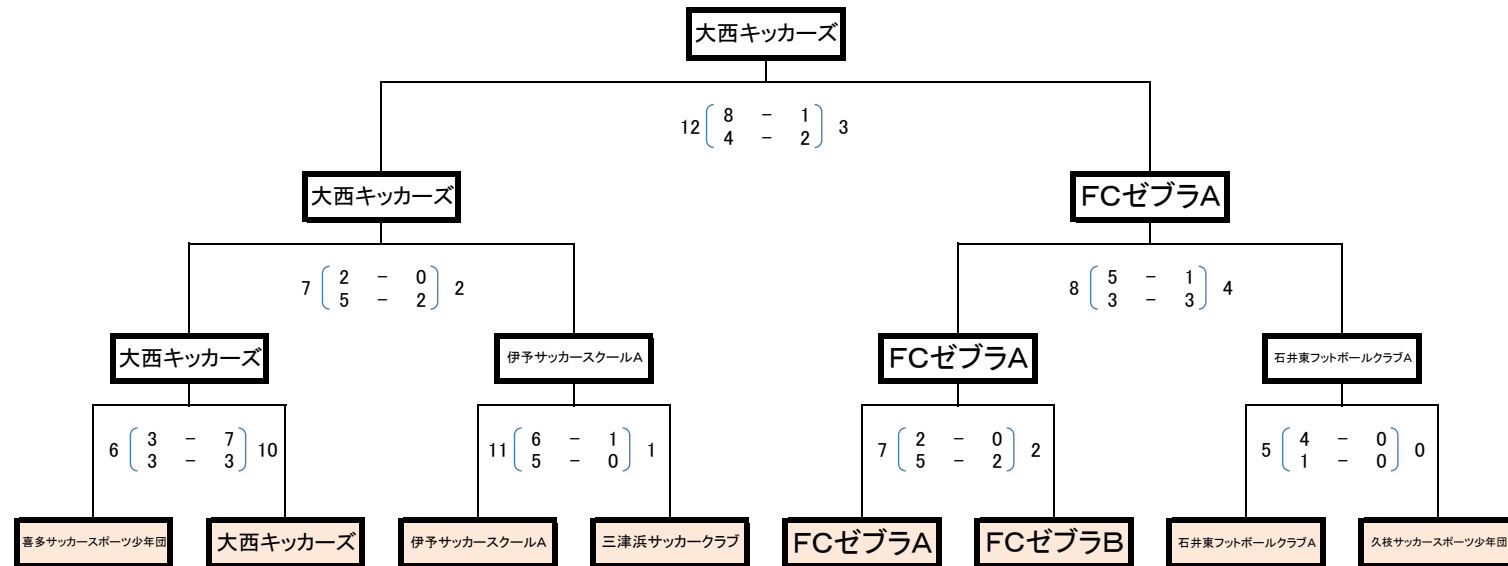 大西キッカーズ
12 8 - 1 3
4 - 2
大西キッカーズ FCゼブラA
7 2 - 0 2 8 5 - 1 4
5 - 2 3 - 3
大西キッカーズ 伊予サッカースクールA FCゼブラA 石井東フットボールクラブA
6 3 - 7 10 11 6 - 1 1 7 2 - 0 2 5 4 - 0 0
3 - 3 5 - 0 5 - 2 1 - 0
喜多サッカースポーツ少年団 大西キッカーズ 伊予サッカースクールA 三津浜サッカークラブ FCゼブラA FCゼブラB 石井東フットボールクラブA 久枝サッカースポーツ少年団